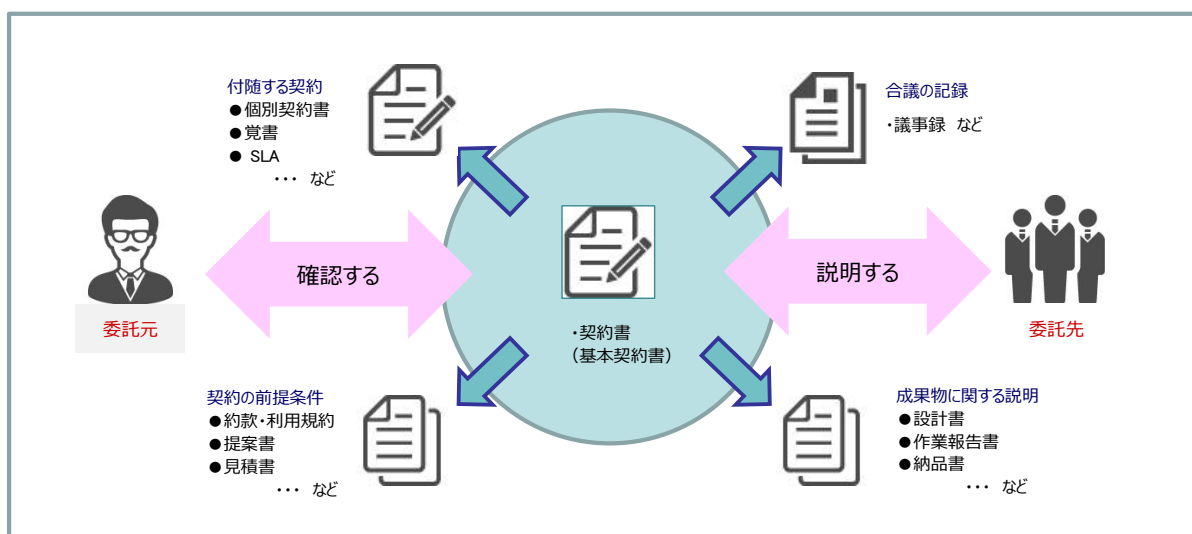 付随する契約
●個別契約書
●覚書
● SLA
･･･ など
合議の記録
・議事録 など
確認する
説明する
委託元
・契約書
（基本契約書）
委託先
契約の前提条件
●約款・利用規約
●提案書
●見積書
･･･ など
成果物に関する説明
●設計書
●作業報告書
●納品書
･･･ など